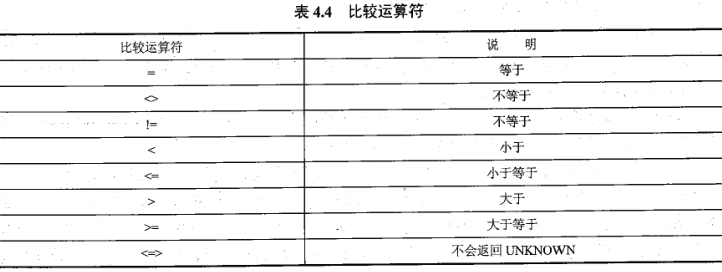 表 4.4 比较运算符
比较运算符 说 明
= 等于
<> 不等于
!= 不等于
< 小于
<= 小于等于
> 大于
>= 大于等于
<=> 不会返回 UNKNOWN